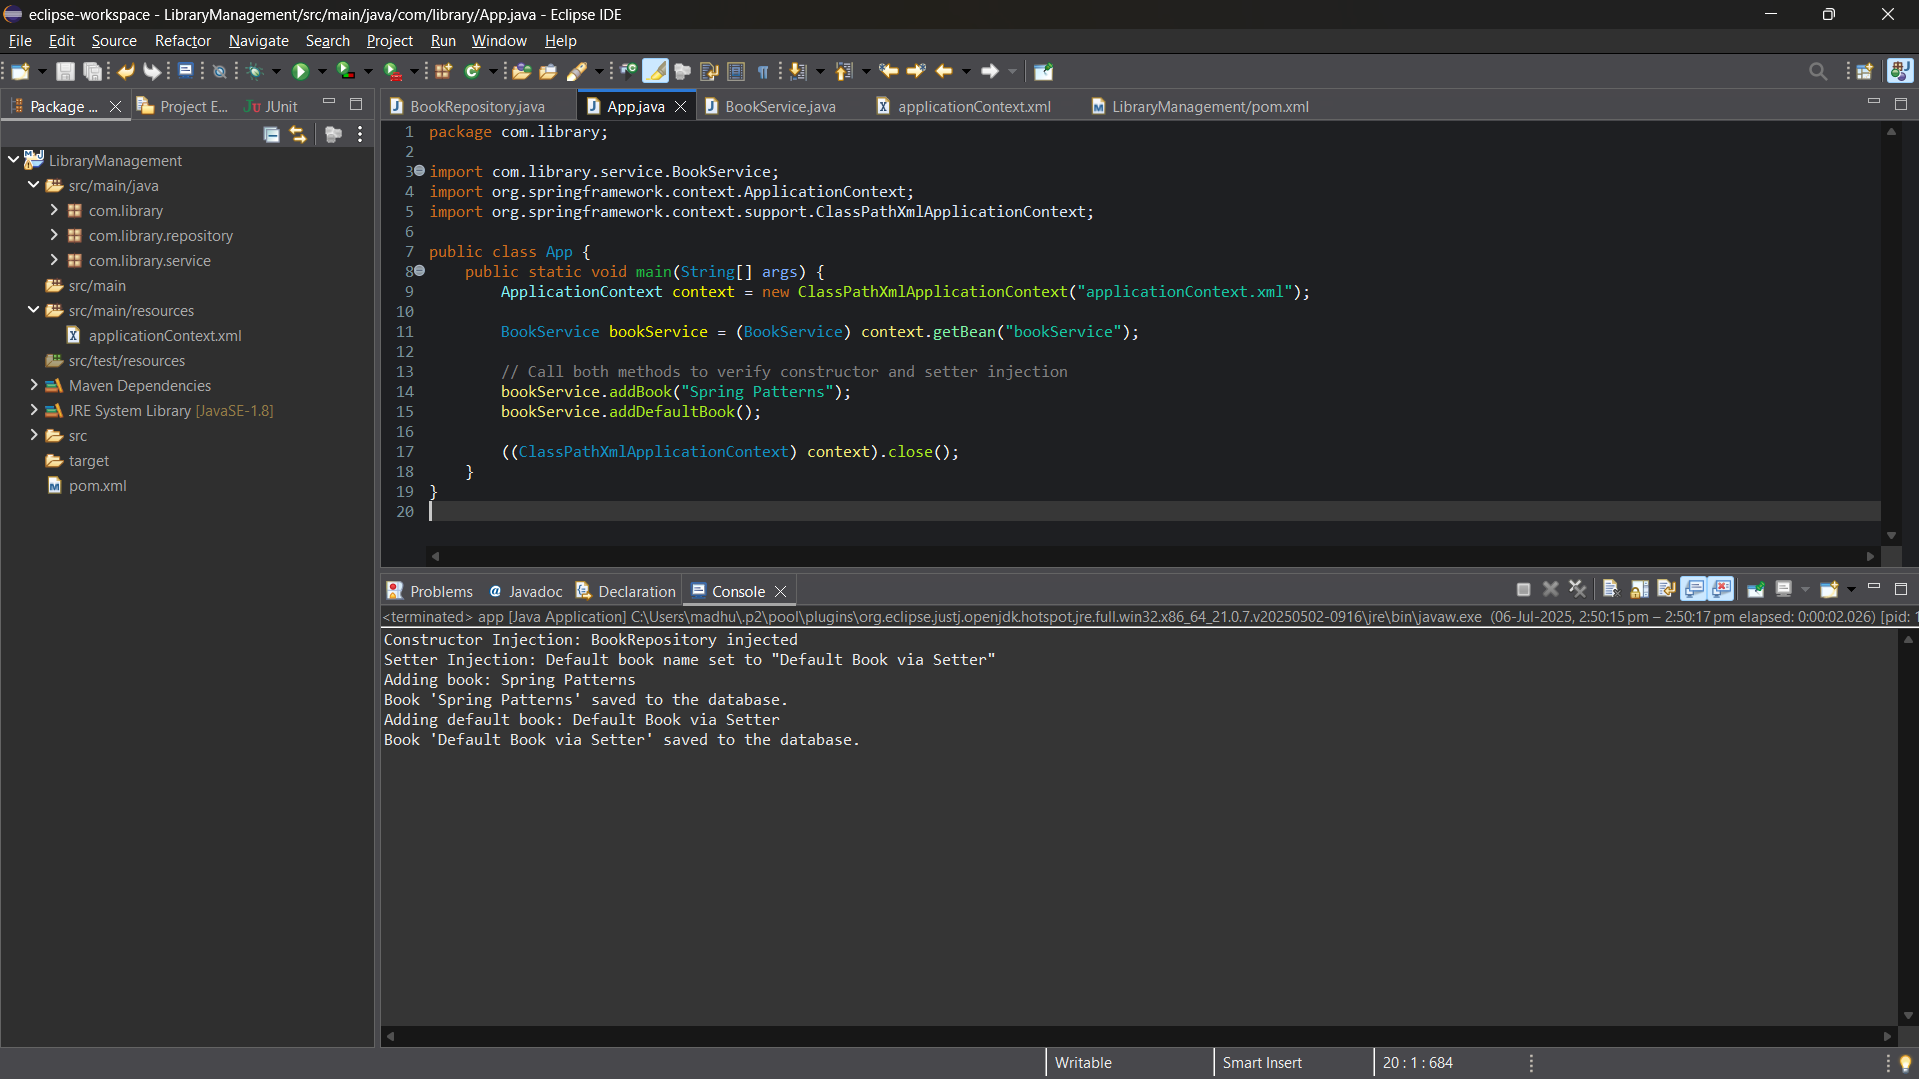 eclipse-workspace - LibraryManagement/src/main/java/com/library/App.java - Eclipse IDE
File Edit Source Refactor Navigate Search Project Run Window Help
Package ... Project E... JUnit
LibraryManagement
src/main/java
com.library
com.library.repository
com.library.service
src/main
src/main/resources
applicationContext.xml
src/test/resources
Maven Dependencies
JRE System Library [JavaSE-1.8]
src
target
pom.xml
BookRepository.java App.java BookService.java applicationContext.xml LibraryManagement/pom.xml
1 package com.library;
2
3 import com.library.service.BookService;
4 import org.springframework.context.ApplicationContext;
5 import org.springframework.context.support.ClassPathXmlApplicationContext;
6
7 public class App {
8     public static void main(String[] args) {
9         ApplicationContext context = new ClassPathXmlApplicationContext("applicationContext.xml");
10
11         BookService bookService = (BookService) context.getBean("bookService");
12
13         // Call both methods to verify constructor and setter injection
14         bookService.addBook("Spring Patterns");
15         bookService.addDefaultBook();
16
17         ((ClassPathXmlApplicationContext) context).close();
18     }
19 }
20
Problems Javadoc Declaration Console
<terminated> app [Java Application] C:\Users\madhu\.p2\pool\plugins\org.eclipse.justj.openjdk.hotspot.jre.full.win32.x86_64_21.0.7.v20250502-0916\jre\bin\javaw.exe (06-Jul-2025, 2:50:15 pm – 2:50:17 pm elapsed: 0:00:02.026) [pid: 1
Constructor Injection: BookRepository injected
Setter Injection: Default book name set to "Default Book via Setter"
Adding book: Spring Patterns
Book 'Spring Patterns' saved to the database.
Adding default book: Default Book via Setter
Book 'Default Book via Setter' saved to the database.
Writable Smart Insert 20 : 1 : 684